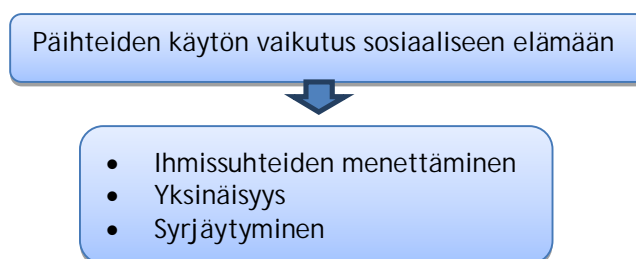 Päihteiden käytön vaikutus sosiaaliseen elämään
• Ihmissuhteiden menettäminen
• Yksinäisyys
• Syrjäytyminen